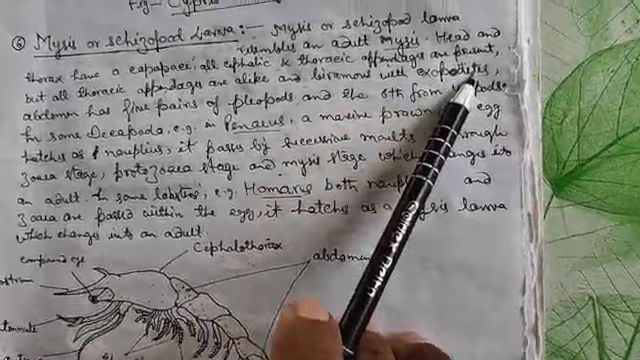 Fig:- Cypris
⑥ Mysis or schizopod Larva:- Mysis or schizopod larva
resembles an adult Mysis. Head and
thorax have a carapace; all cephalic & thoracic appendages are present,
but all thoracic appendages are alike and biramous with exopodites,
abdomen has five pairs of pleopods and the 6th from
In some Decapoda, e.g. in Penaeus, a marine prawn egg
hatches as nauplius, it passes by successive moults through
zoaea stage, protozoaea stage and mysis stage which into
an adult. In some lobsters, e.g. Homarus both and
zoaea are passed within the egg, it hatches as a larva
which changes into an adult.
Cephalothorax
abdomen
compound eye